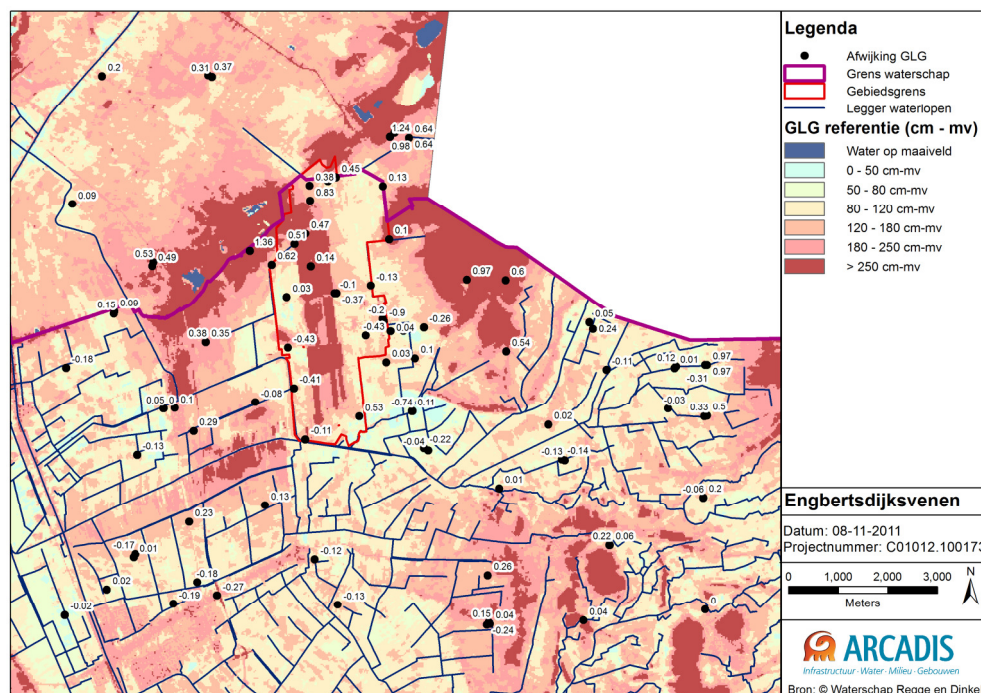 0.2
0.31 0.37
1.24 0.64
0.98 0.64
0.45
0.38
0.13
0.83
0.09
0.47
0.51
0.1
1.36
0.53
0.49
0.62
0.14
0.97 0.6
-0.13
-0.1
-0.37
0.03
0.15 0.09
-0.2 -0.9
-0.05
0.24
-0.26
-0.43 0.04
0.38 0.35
-0.43
0.54
0.03 0.1
-0.18
-0.11
0.12 0.01 0.97
0.97
-0.31
-0.41
-0.08
0.05 0.1
-0.74 0.11
-0.03
0.33 0.5
0.53
0.02
0.29
-0.11
-0.13
-0.04 -0.22
-0.13 -0.14
0.01
-0.06 0.2
0.13
0.23
0.22 0.06
-0.17 0.01
-0.12
0.26
-0.18
0.02
-0.27
-0.19
-0.13
-0.02
0
0.15 0.04
-0.24
0.04
Legenda
Afwijking GLG
Grens waterschap
Gebiedsgrens
Legger waterlopen
GLG referentie (cm - mv)
Water op maaiveld
0 - 50 cm-mv
50 - 80 cm-mv
80 - 120 cm-mv
120 - 180 cm-mv
180 - 250 cm-mv
> 250 cm-mv
Engbertsdijksvenen
Datum: 08-11-2011
Projectnummer: C01012.100173
0 1,000 2,000 3,000
Meters
N
ARCADIS
Infrastructuur · Water · Milieu · Gebouwen
Bron: © Waterschap Regge en Dinkel